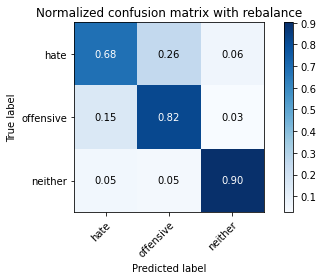 Normalized confusion matrix with rebalance
True label
hate
0.68 0.26 0.06
offensive
0.15 0.82 0.03
neither
0.05 0.05 0.90
hate
offensive
neither
Predicted label
0.9
0.8
0.7
0.6
0.5
0.4
0.3
0.2
0.1